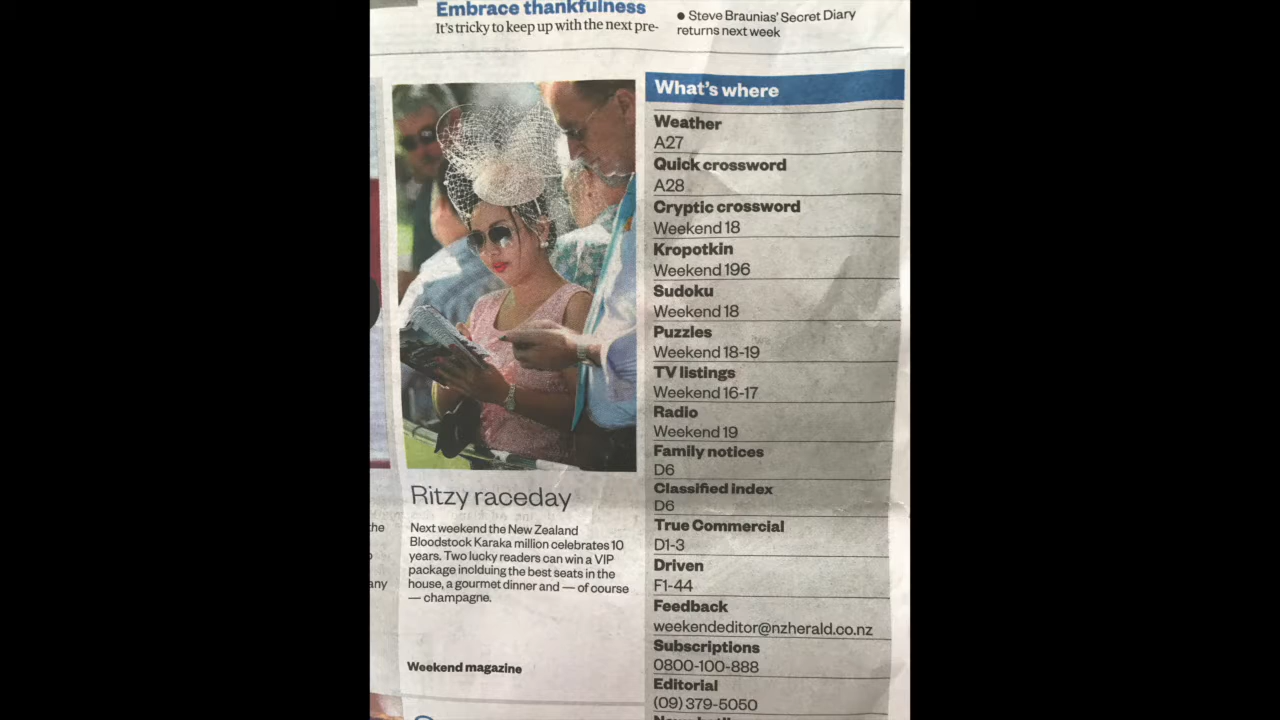 Embrace thankfulness
It's tricky to keep up with the next pre-
● Steve Braunias' Secret Diary
returns next week
the
any
Ritzy raceday
Next weekend the New Zealand
Bloodstock Karaka million celebrates 10
years. Two lucky readers can win a VIP
package inclduing the best seats in the
house, a gourmet dinner and — of course
— champagne.
Weekend magazine
What's where
Weather
A27
Quick crossword
A28
Cryptic crossword
Weekend 18
Kropotkin
Weekend 196
Sudoku
Weekend 18
Puzzles
Weekend 18-19
TV listings
Weekend 16-17
Radio
Weekend 19
Family notices
D6
Classified index
D6
True Commercial
D1-3
Driven
F1-44
Feedback
weekendeditor@nzherald.co.nz
Subscriptions
0800-100-888
Editorial
(09) 379-5050